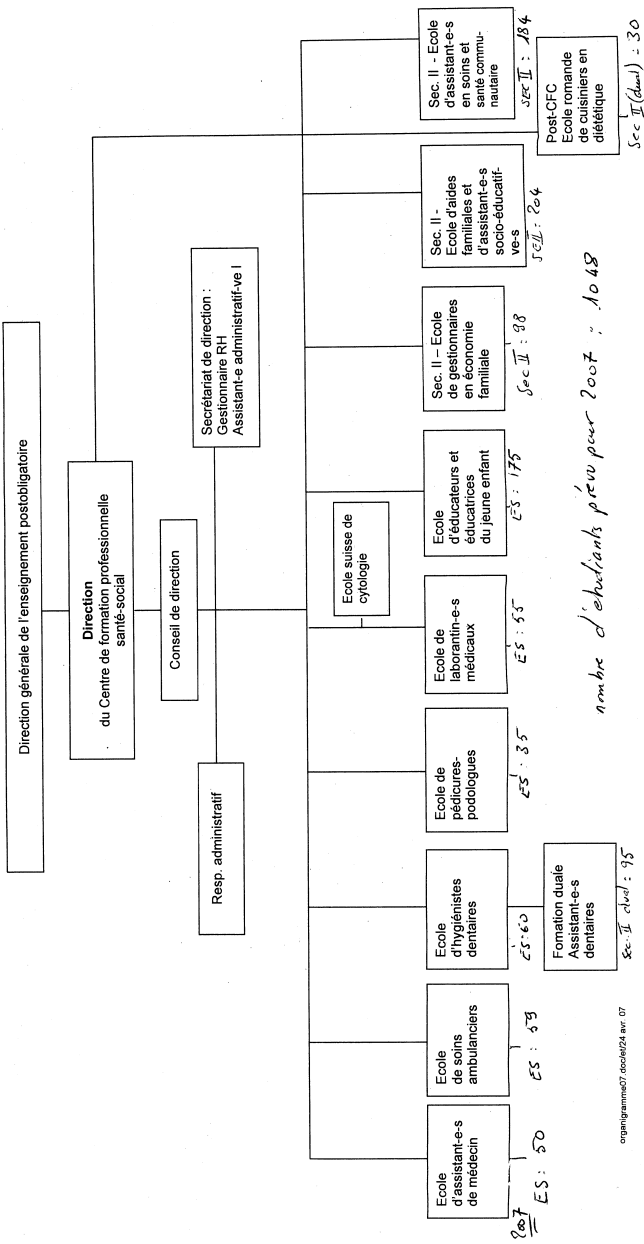 Direction générale de l'enseignement postobligatoire
Direction
du Centre de formation professionnelle
santé-social
Conseil de direction
Resp. administratif
Secrétariat de direction :
Gestionnaire RH
Assistant-e administratif-ve I
Ecole suisse de
cytologie
Ecole
d'assistant-e-s
de médecin
2007
ES : 50
Ecole
de soins
ambulanciers
ES : 59
Ecole
d'hygiénistes
dentaires
ES : 60
Fomation duale
Assistant-e-s
dentaires
Sec. II dual : 95
Ecole de
pédicures-
podologues
ES : 35
Ecole de
laborantin-e-s
médicaux
ES : 55
Ecole
d'éducateurs et
éducatrices
du jeune enfant
ES : 175
Sec. II – Ecole
de gestionnaires
en économie
familiale
Sec II : 98
Sec. II -
Ecole d'aides
familiales et
d'assistant-e-s
socio-éducatif-
ve-s
SEII : 204
Sec. II - Ecole
d'assistant-e-s
en soins et
santé commu-
nautaire
SEC II : 184
Post-CFC
Ecole romande
de cuisiniers en
diététique
Sec II (dual) : 30
nombre d'étudiants prévu pour 2007 : 1048
organigramme07.doc/et/24 avr. 07